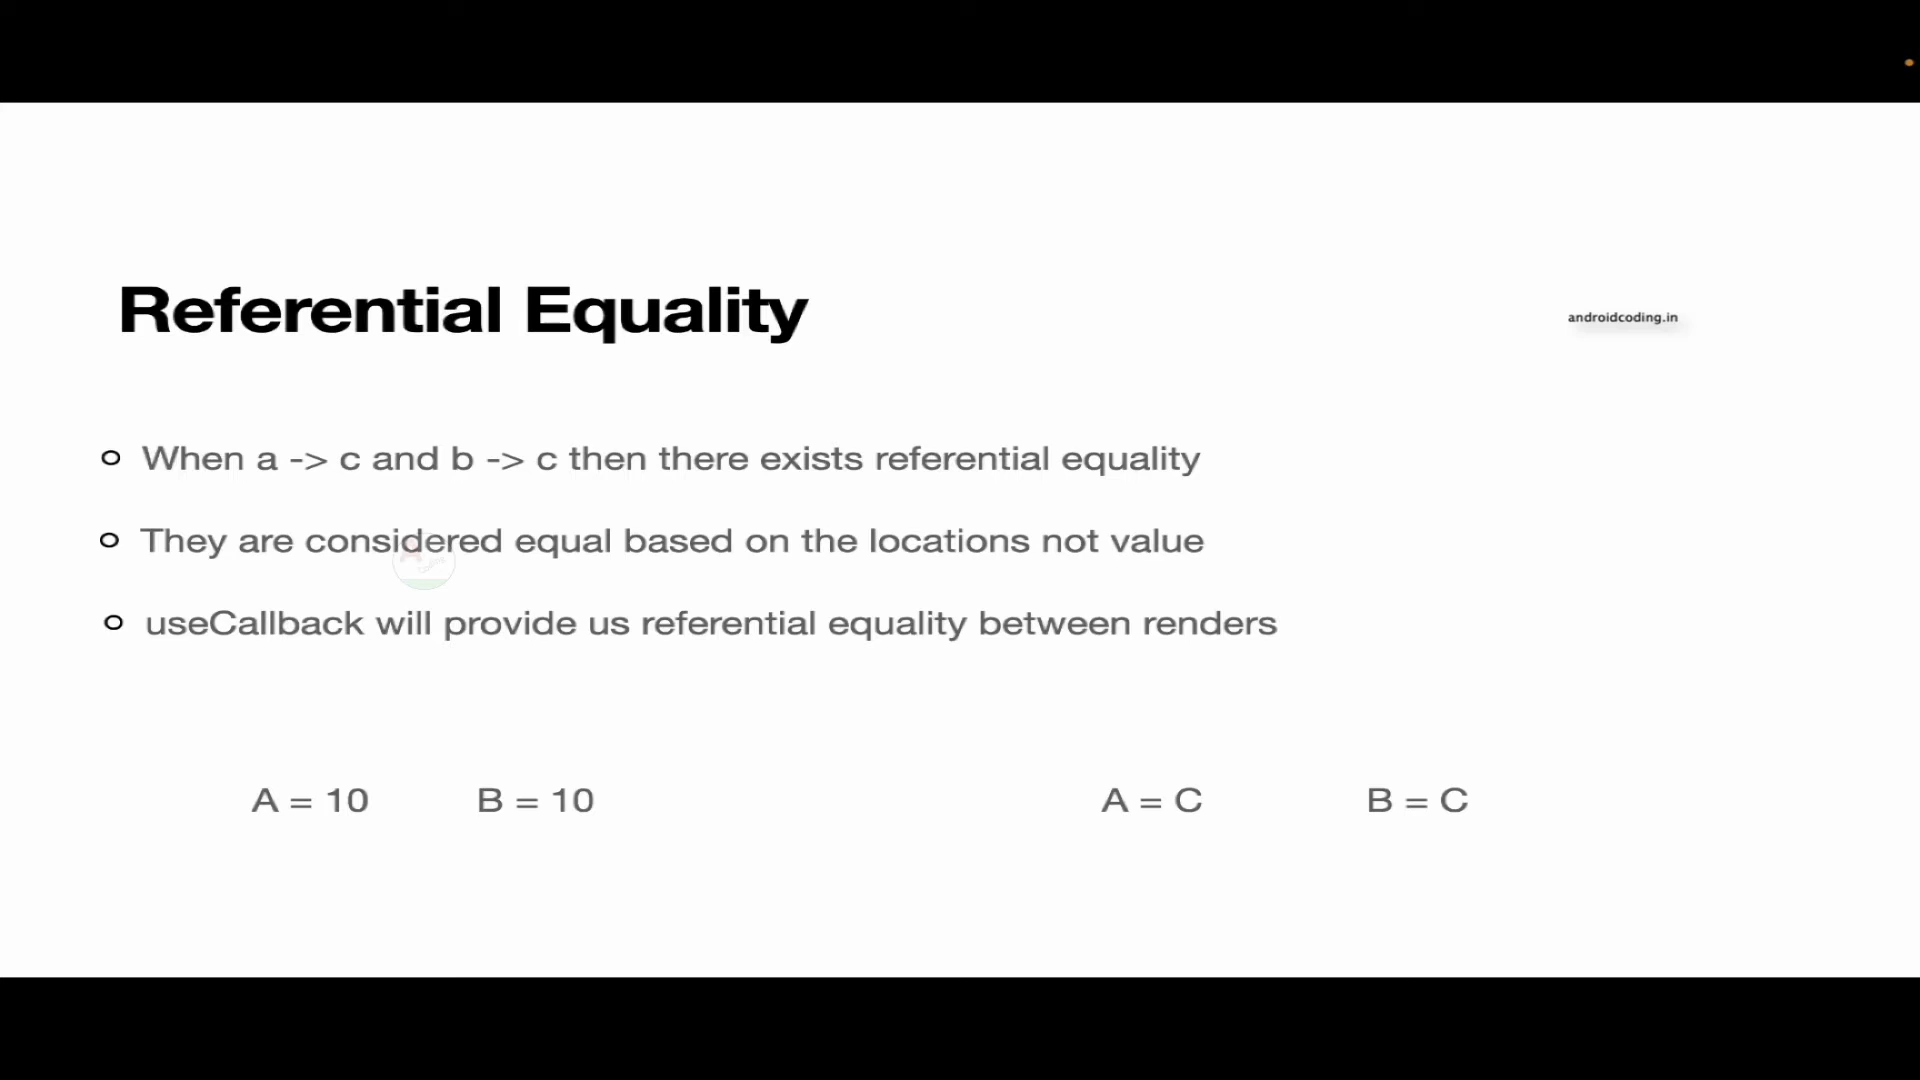 Referential Equality
androidcoding.in
When a -> c and b -> c then there exists referential equality
They are considered equal based on the locations not value
Coding
useCallback will provide us referential equality between renders
A = 10 B = 10 A = C B = C